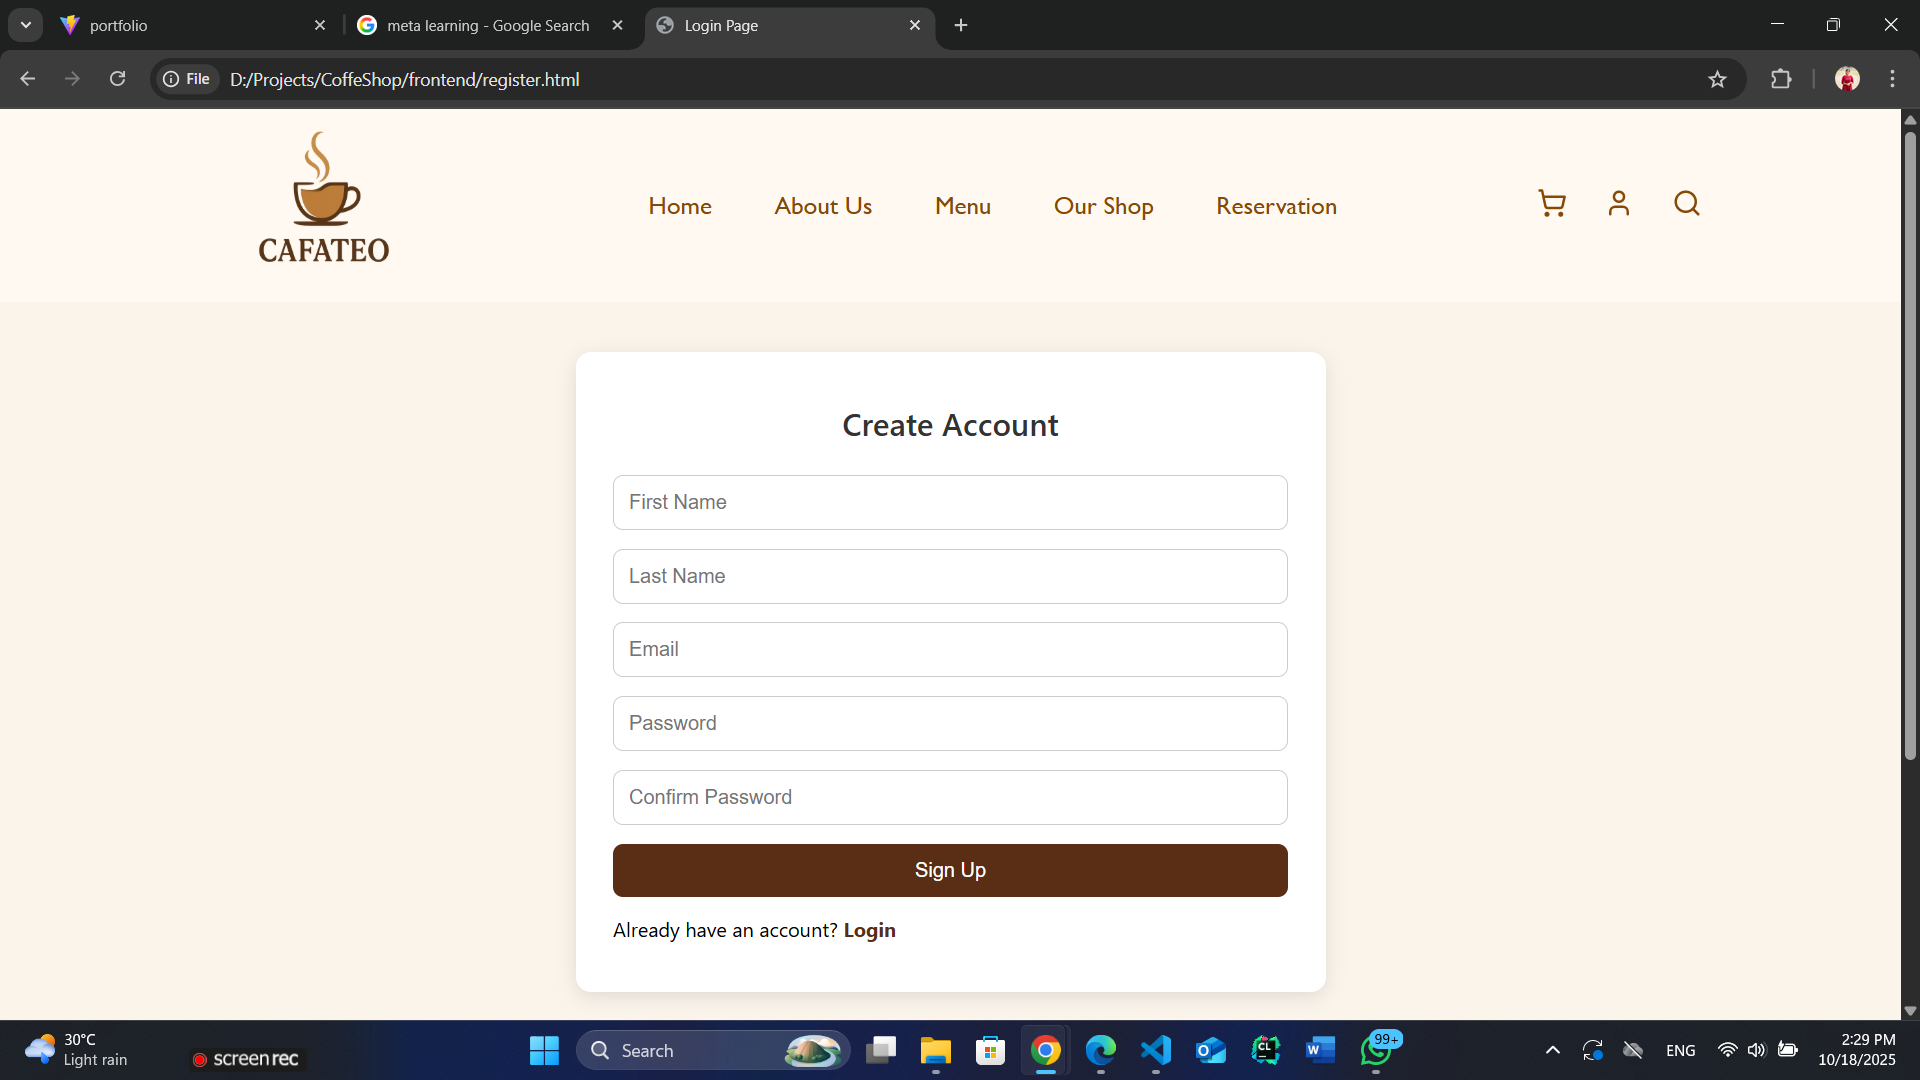 portfolio
meta learning - Google Search
Login Page
File
D:/Projects/CoffeShop/frontend/register.html
CAFATEO
Home
About Us
Menu
Our Shop
Reservation
Create Account
First Name
Last Name
Email
Password
Confirm Password
Sign Up
Already have an account? Login
30°C
Light rain
screenrec
Search
CL
W
O
99+
ENG
2:29 PM
10/18/2025